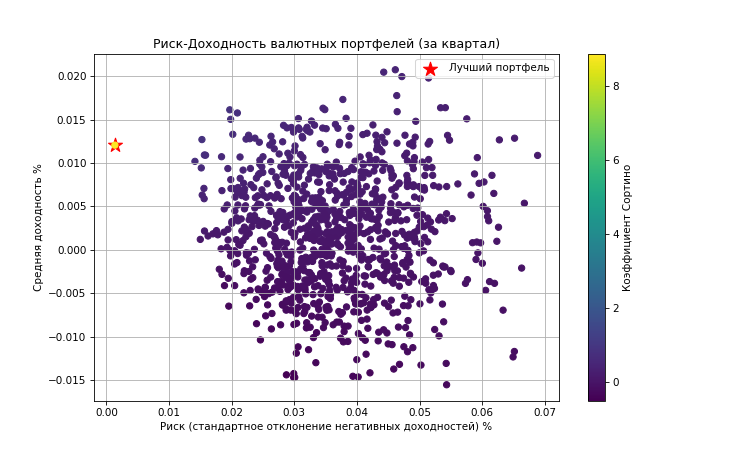 Риск-Доходность валютных портфелей (за квартал)
Лучший портфель
Средняя доходность %
0.020
0.015
0.010
0.005
0.000
−0.005
−0.010
−0.015
0.00 0.01 0.02 0.03 0.04 0.05 0.06 0.07
Риск (стандартное отклонение негативных доходностей) %
8
6
4
2
0
Коэффициент Сортино